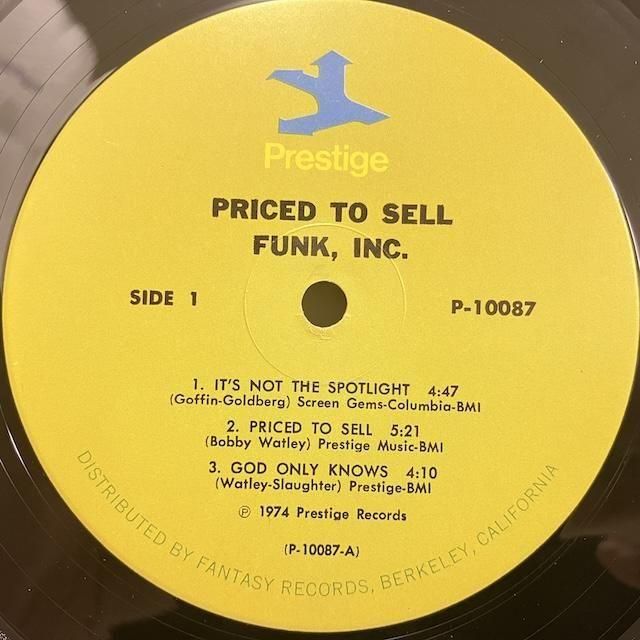 Prestige
PRICED TO SELL
FUNK, INC.
SIDE 1
P-10087
1. IT'S NOT THE SPOTLIGHT 4:47
(Goffin-Goldberg) Screen Gems-Columbia-BMI
2. PRICED TO SELL 5:21
(Bobby Watley) Prestige Music-BMI
3. GOD ONLY KNOWS 4:10
(Watley-Slaughter) Prestige-BMI
℗ 1974 Prestige Records
(P-10087-A)
DISTRIBUTED BY FANTASY RECORDS, BERKELEY, CALIFORNIA